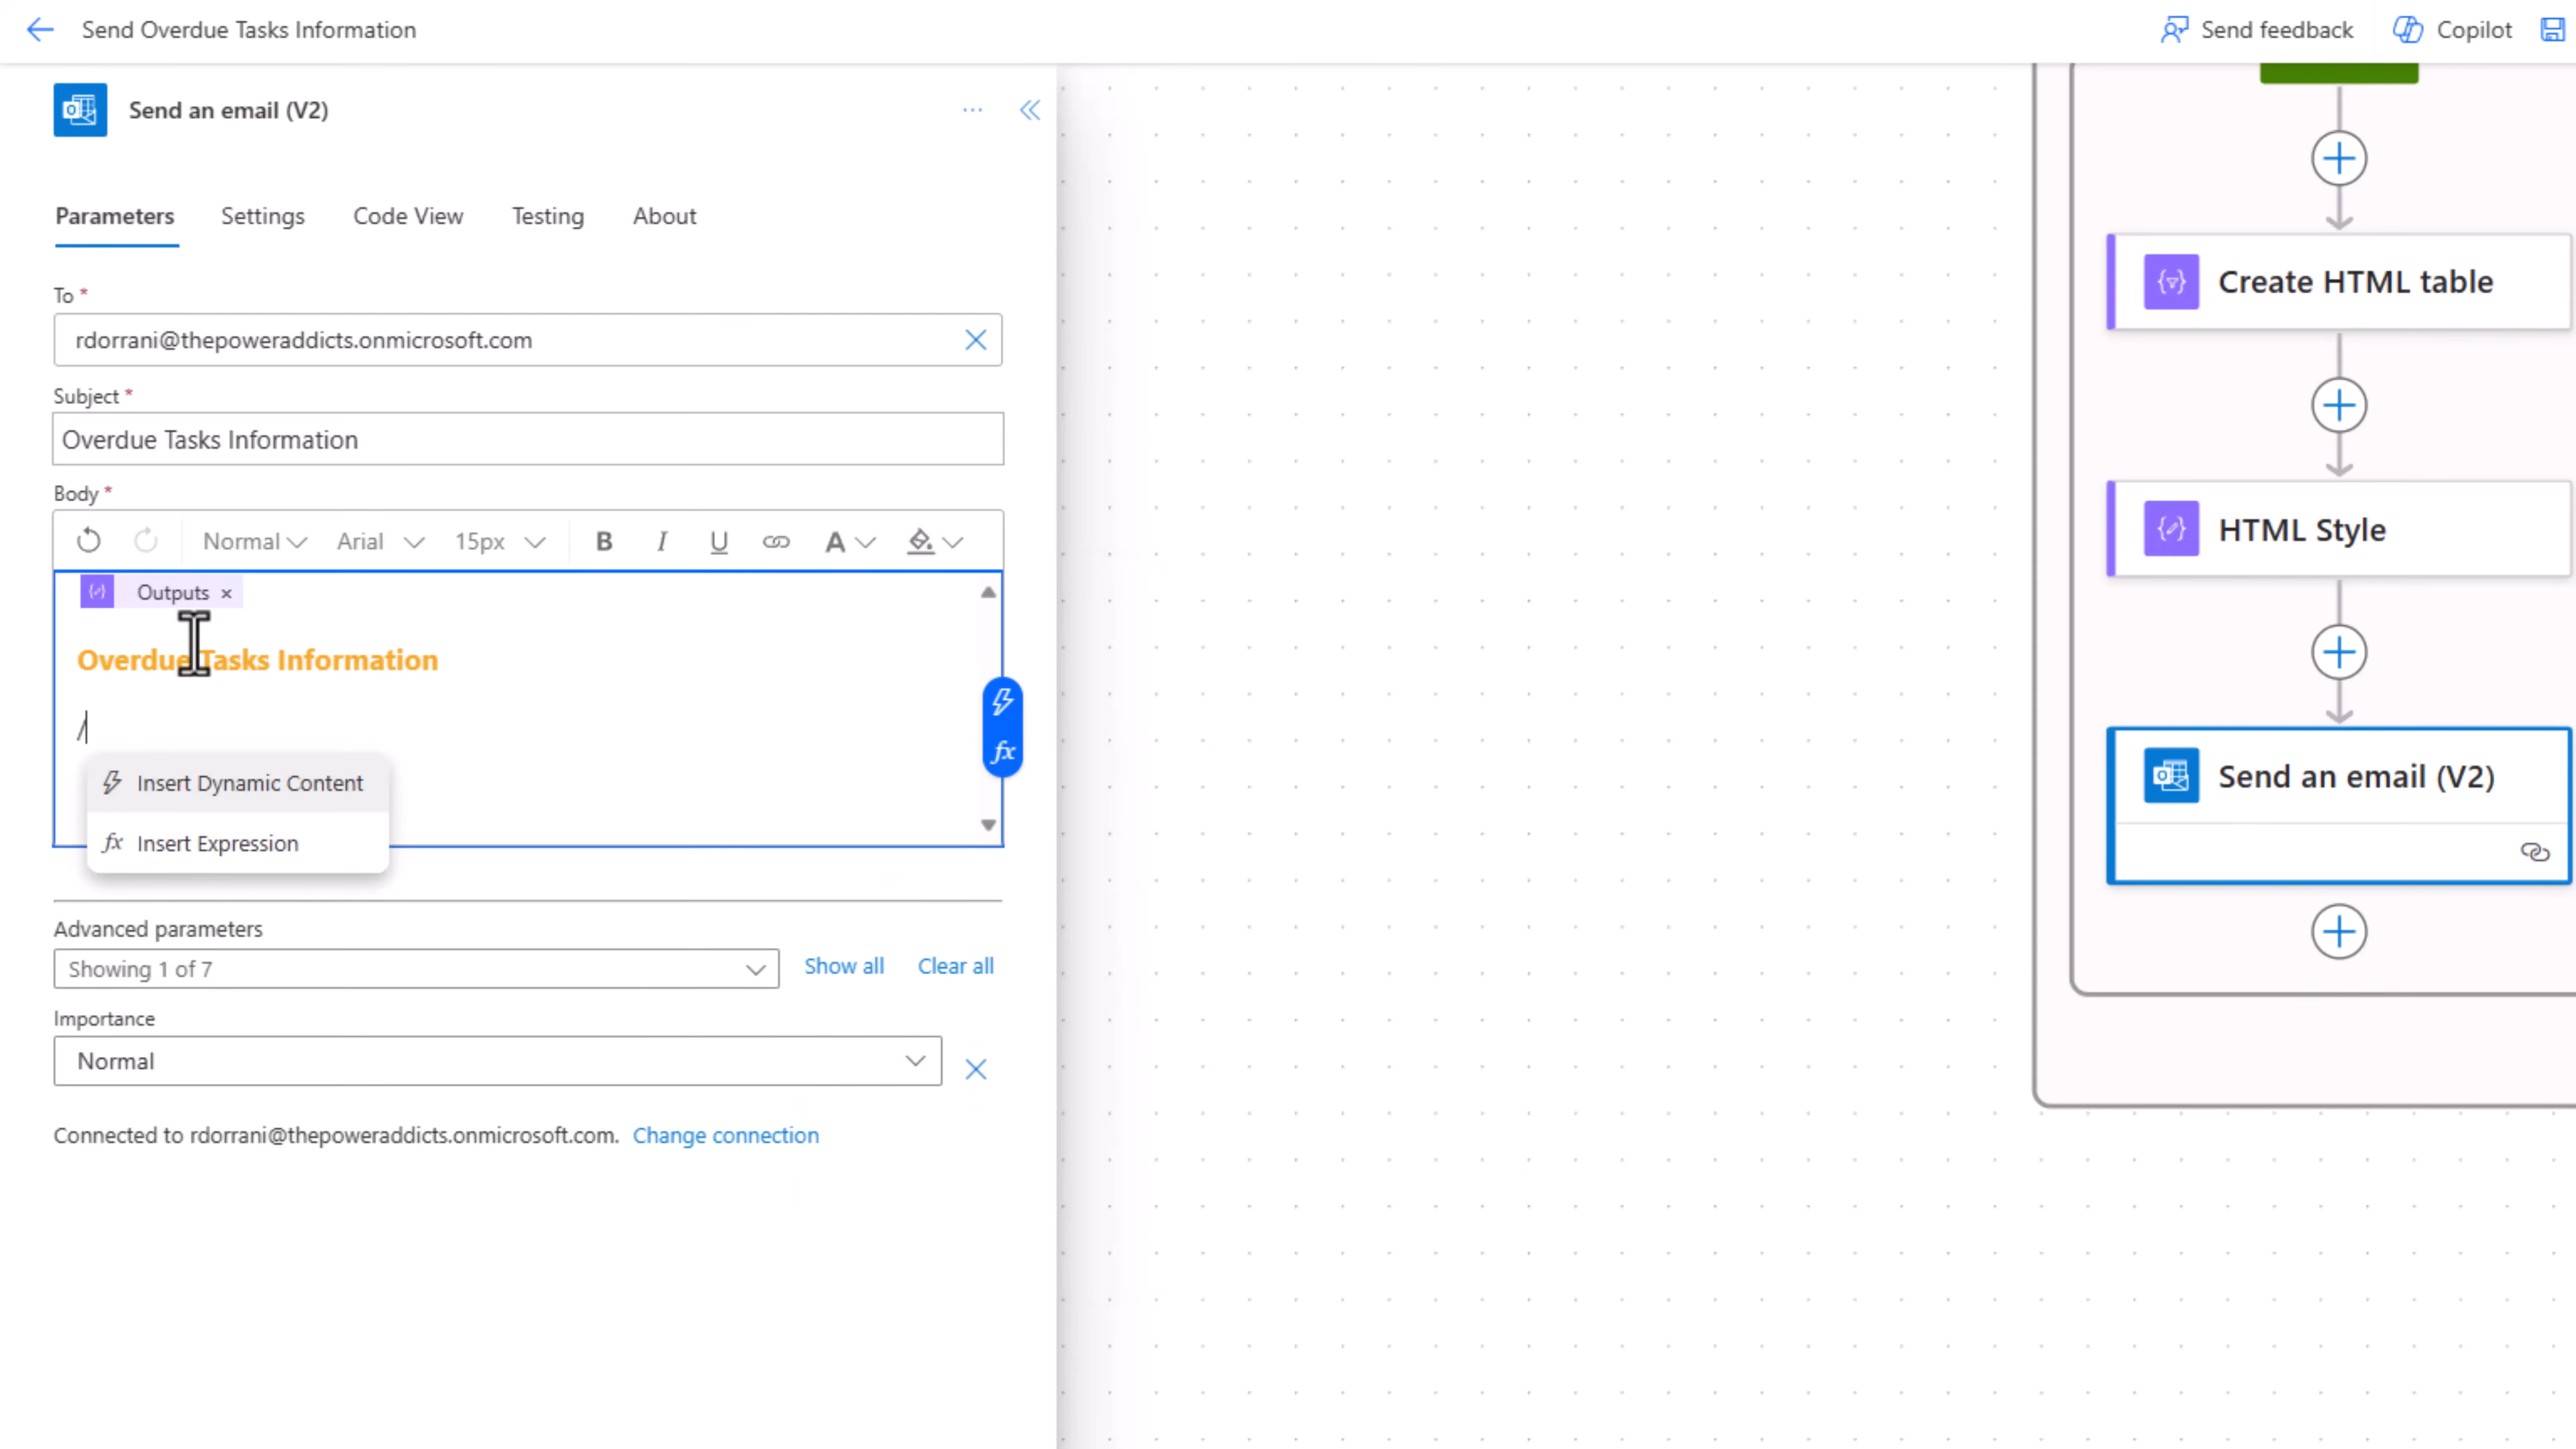 Send Overdue Tasks Information
Send feedback
Copilot
Send an email (V2)
Parameters
Settings
Code View
Testing
About
To *
rdorrani@thepoweraddicts.onmicrosoft.com
Subject *
Overdue Tasks Information
Body *
Normal
Arial
15px
B
I
U
A
Outputs ×
Overdue Tasks Information
/
fx
Insert Dynamic Content
fx Insert Expression
Advanced parameters
Showing 1 of 7
Show all
Clear all
Importance
Normal
Connected to rdorrani@thepoweraddicts.onmicrosoft.com. Change connection
Create HTML table
HTML Style
Send an email (V2)